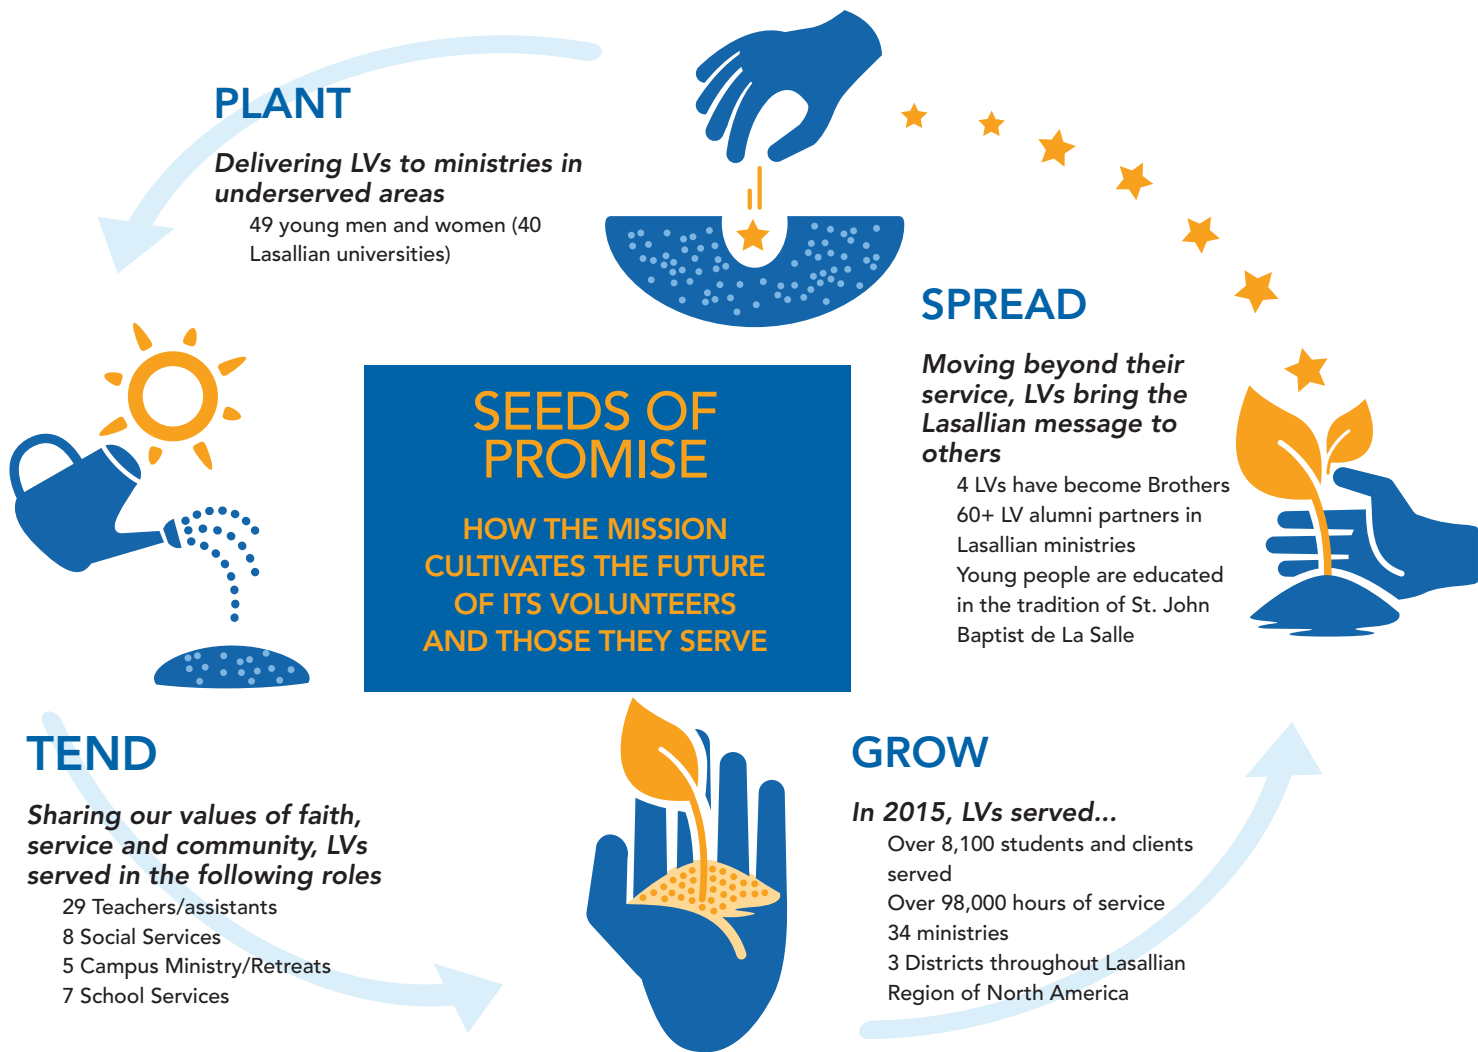 PLANT
Delivering LVs to ministries in
underserved areas
49 young men and women (40
Lasallian universities)
SPREAD
Moving beyond their
service, LVs bring the
Lasallian message to
others
4 LVs have become Brothers
60+ LV alumni partners in
Lasallian ministries
Young people are educated
in the tradition of St. John
Baptist de La Salle
SEEDS OF
PROMISE
HOW THE MISSION
CULTIVATES THE FUTURE
OF ITS VOLUNTEERS
AND THOSE THEY SERVE
TEND
Sharing our values of faith,
service and community, LVs
served in the following roles
29 Teachers/assistants
8 Social Services
5 Campus Ministry/Retreats
7 School Services
GROW
In 2015, LVs served...
Over 8,100 students and clients
served
Over 98,000 hours of service
34 ministries
3 Districts throughout Lasallian
Region of North America